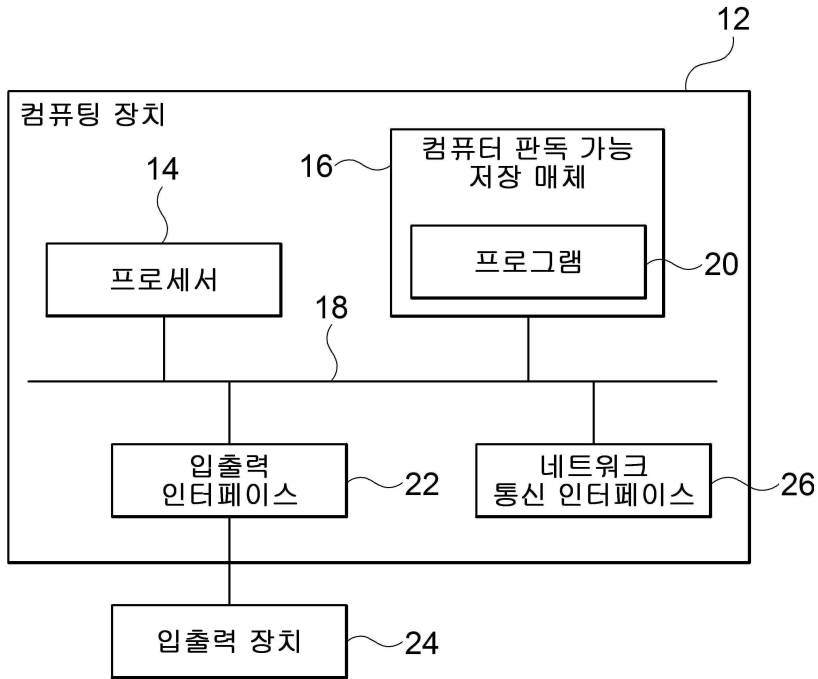 12
컴퓨팅 장치
14
16
컴퓨터 판독 가능
저장 매체
프로세서
프로그램
20
18
입출력
인터페이스
22
네트워크
통신 인터페이스
26
입출력 장치
24